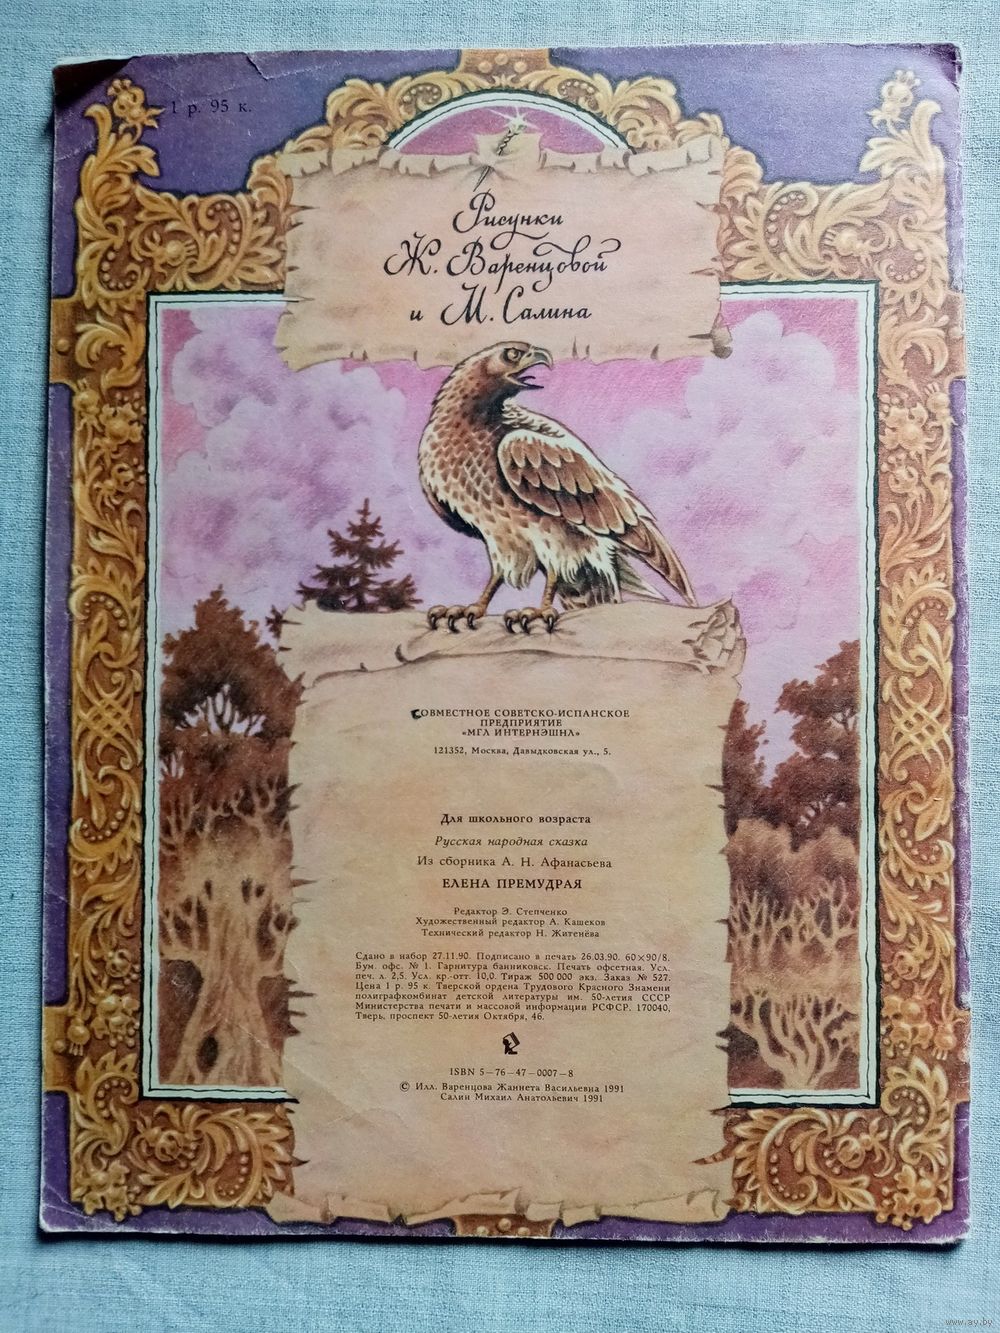 1 р. 95 к.
Рисунки
Ж. Варенцовой
и М. Салина
СОВМЕСТНОЕ СОВЕТСКО-ИСПАНСКОЕ
ПРЕДПРИЯТИЕ
«МГЛ ИНТЕРНЭШНЛ»
121352, Москва, Давыдковская ул., 5.
Для школьного возраста
Русская народная сказка
Из сборника А. Н. Афанасьева
ЕЛЕНА ПРЕМУДРАЯ
Редактор Э. Степченко
Художественный редактор А. Кашеков
Технический редактор Н. Житенёва
Сдано в набор 27.11.90. Подписано в печать 26.03.90. 60×90/8.
Бум. офс. № 1. Гарнитура банниковск. Печать офсетная. Усл.
печ. л. 2,5. Усл. кр.-отт. 10,0. Тираж 500 000 экз. Заказ № 527.
Цена 1 р. 95 к. Тверской ордена Трудового Красного Знамени
полиграфкомбинат детской литературы им. 50-летия СССР
Министерства печати и массовой информации РСФСР. 170040,
Тверь, проспект 50-летия Октября, 46.
ISBN 5—76—47—0007—8
© Илл. Варенцова Жаннета Васильевна 1991
Салин Михаил Анатольевич 1991
www.ay.by